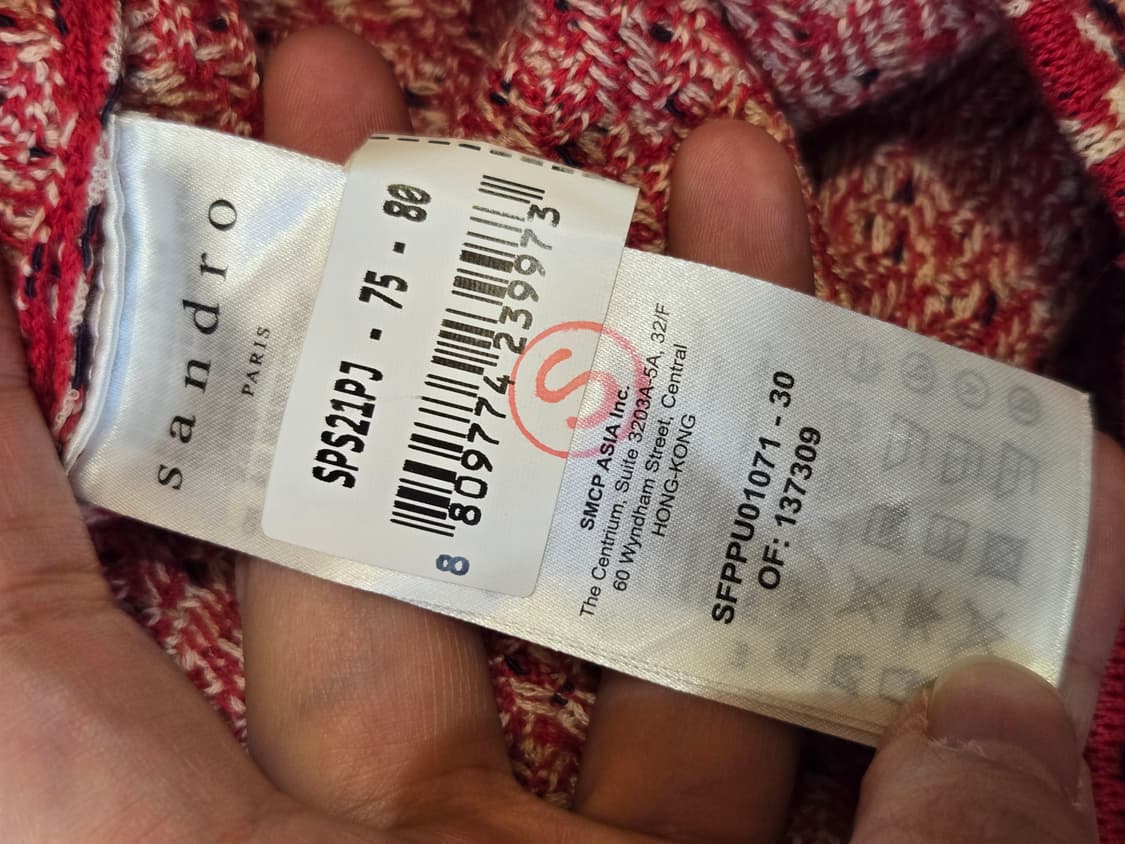 sandro
PARIS
SPS21PJ - 75 - 80
8 809774 239973
S
SMCP ASIA Inc.
The Centrium, Suite 3203A-5A, 32/F
60 Wyndham Street, Central
HONG-KONG
SFPPU01071 - 30
OF: 137309